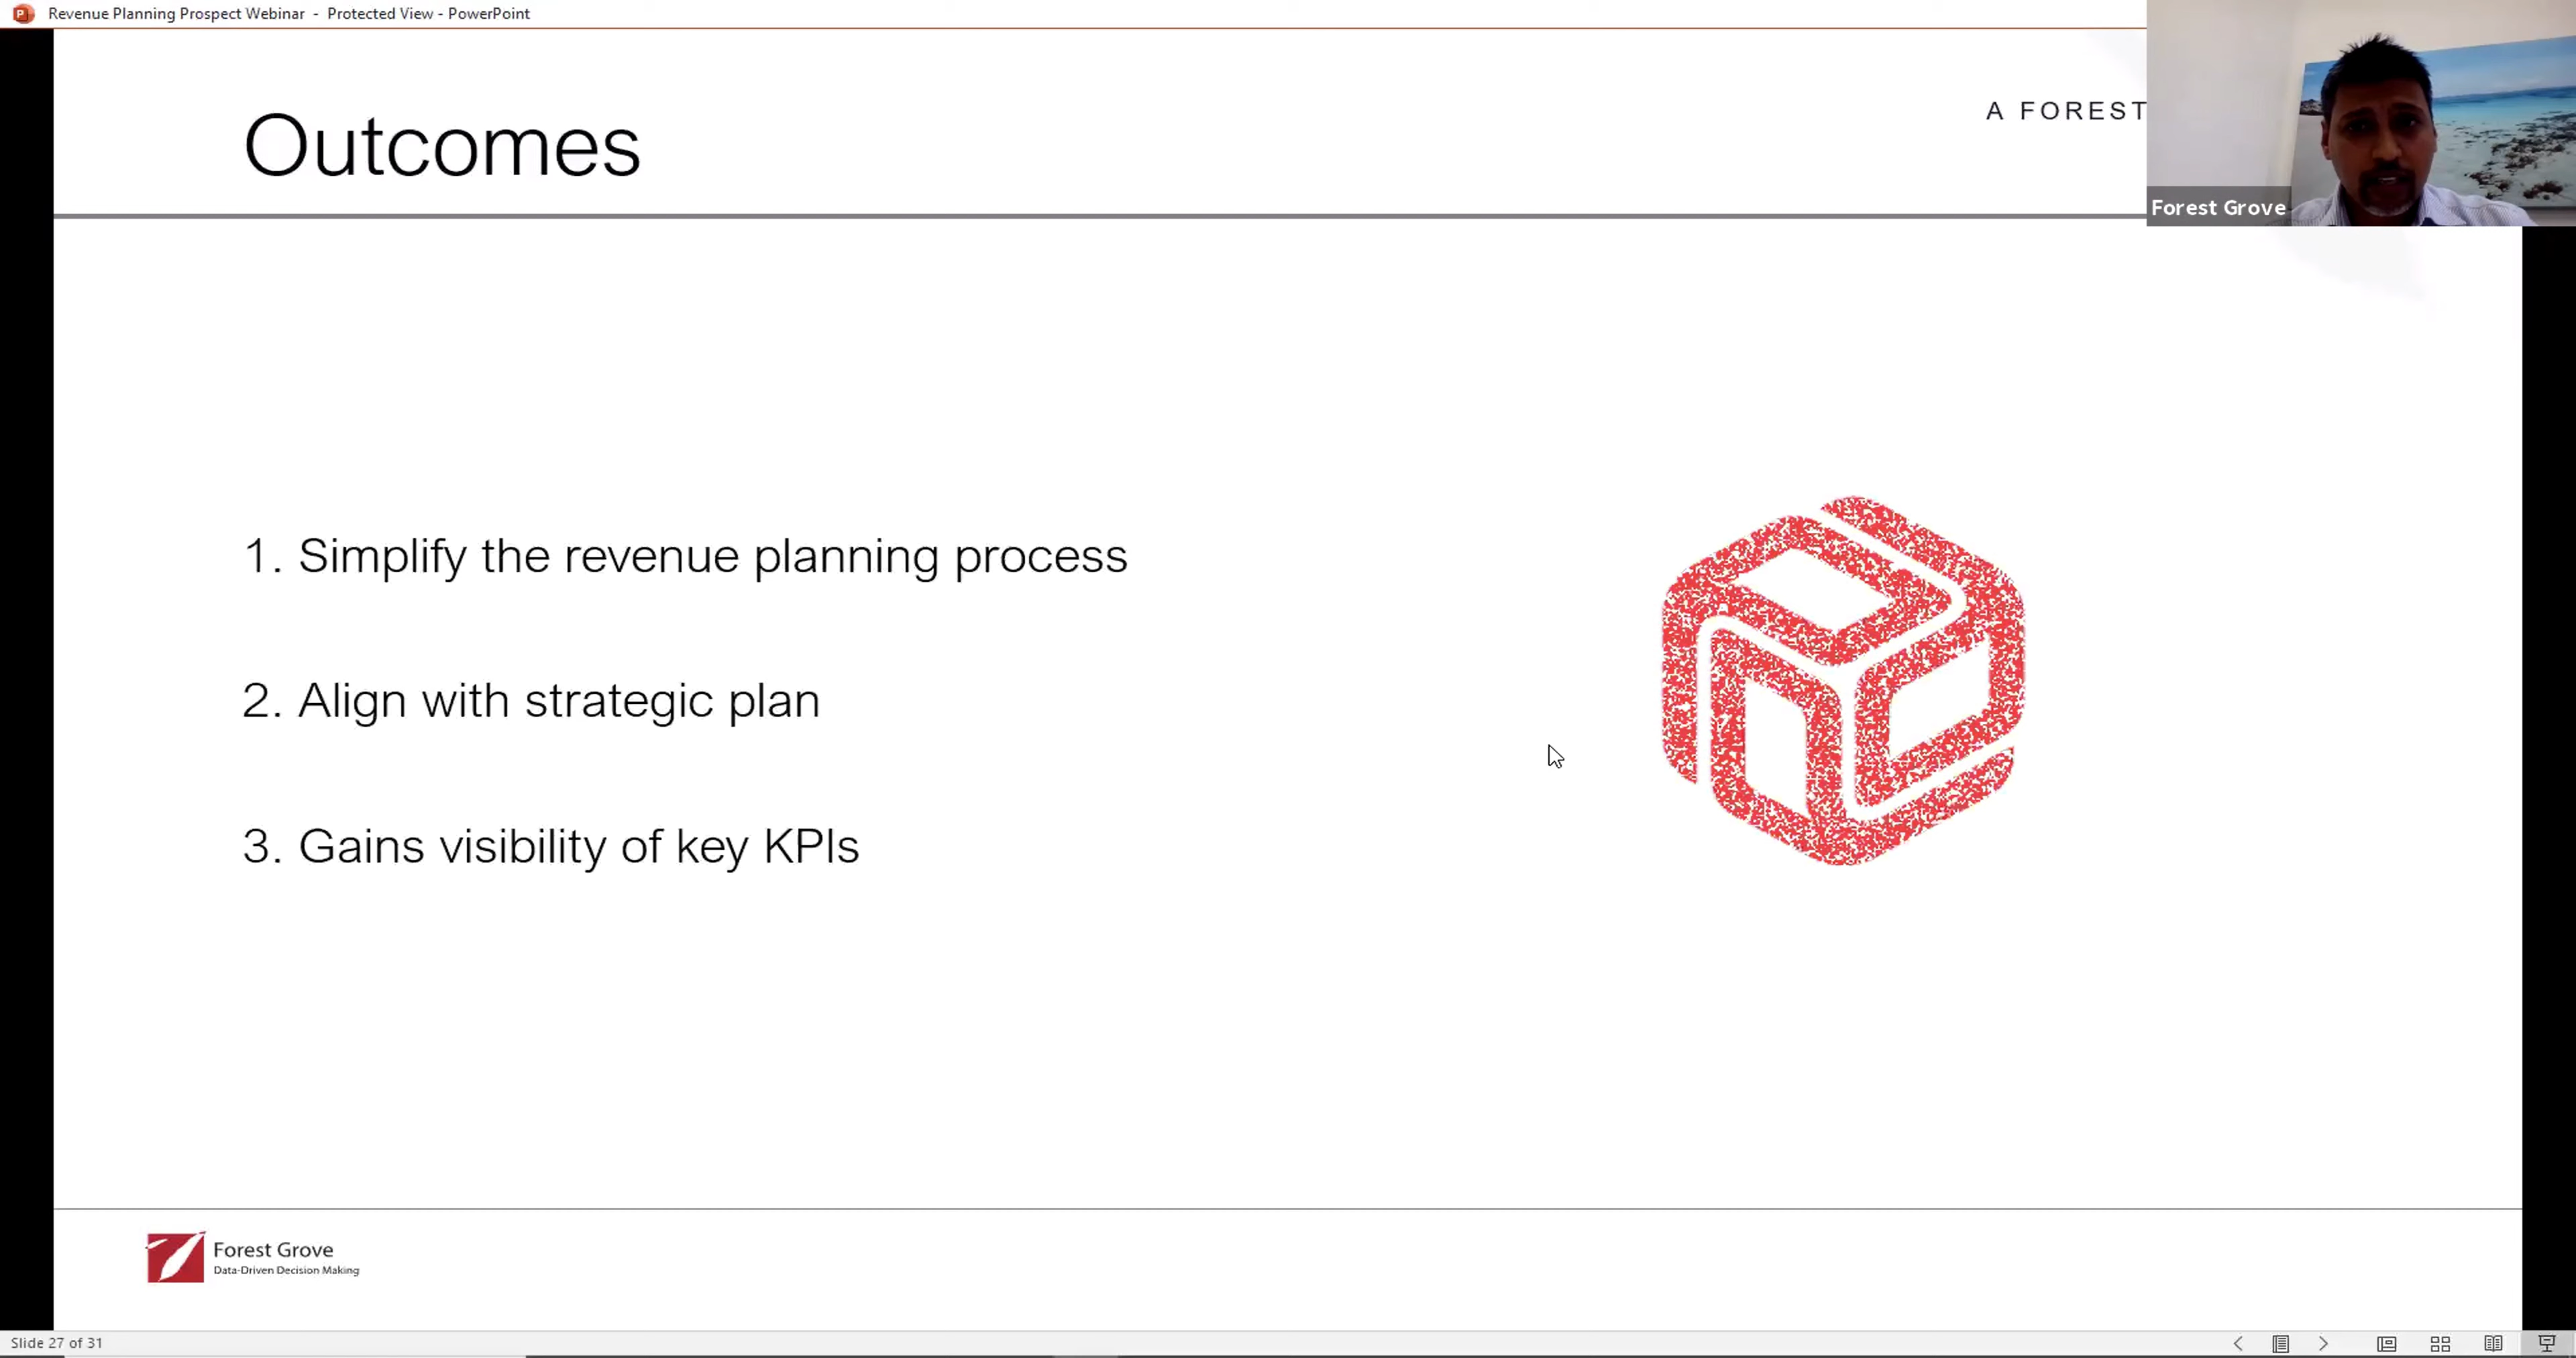 Revenue Planning Prospect Webinar - Protected View - PowerPoint
Outcomes
A FOREST
Forest Grove
1. Simplify the revenue planning process
2. Align with strategic plan
3. Gains visibility of key KPIs
Forest Grove
Data-Driven Decision Making
Slide 27 of 31